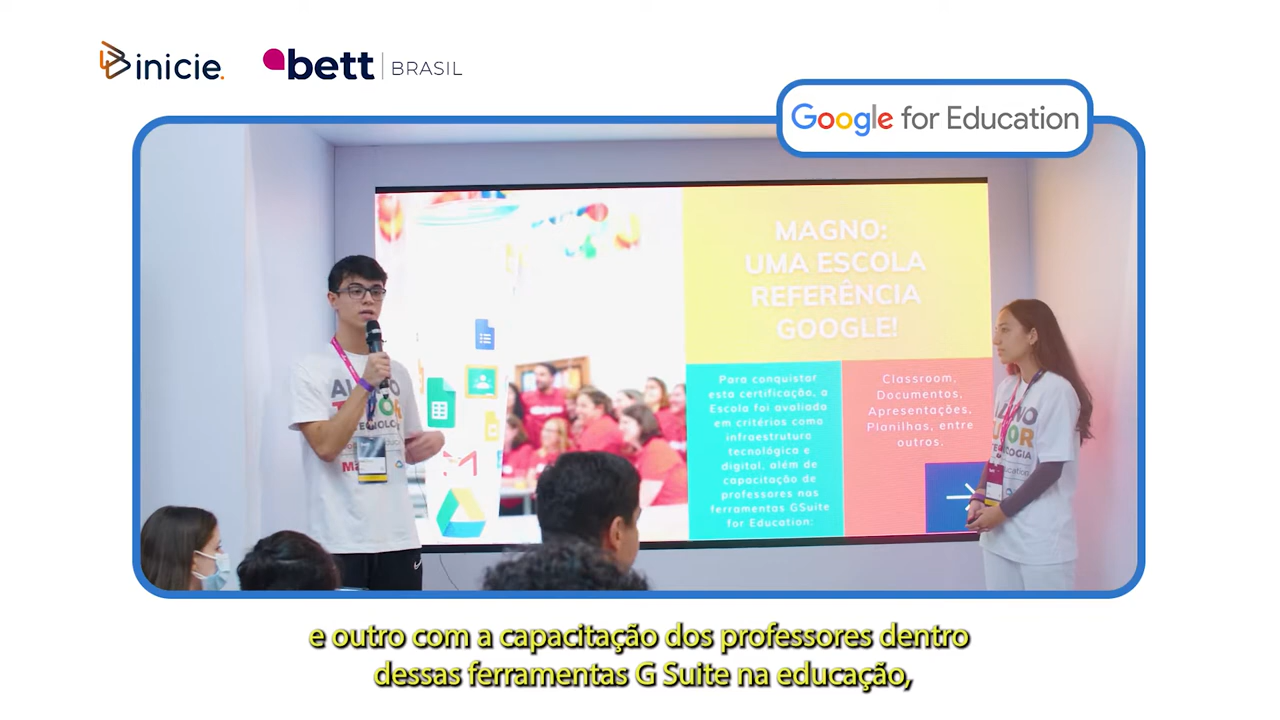 inicie.
bett BRASIL
Google for Education
MAGNO:
UMA ESCOLA
REFERÊNCIA
GOOGLE!
Para conquistar
esta certificação, a
Escola foi avaliada
em critérios como
infraestrutura
tecnológica e
digital, além de
capacitação de
professores nas
ferramentas GSuite
for Education:
Classroom,
Documentos,
Apresentações,
Planilhas, entre
outros.
e outro com a capacitação dos professores dentro
dessas ferramentas G Suite na educação,